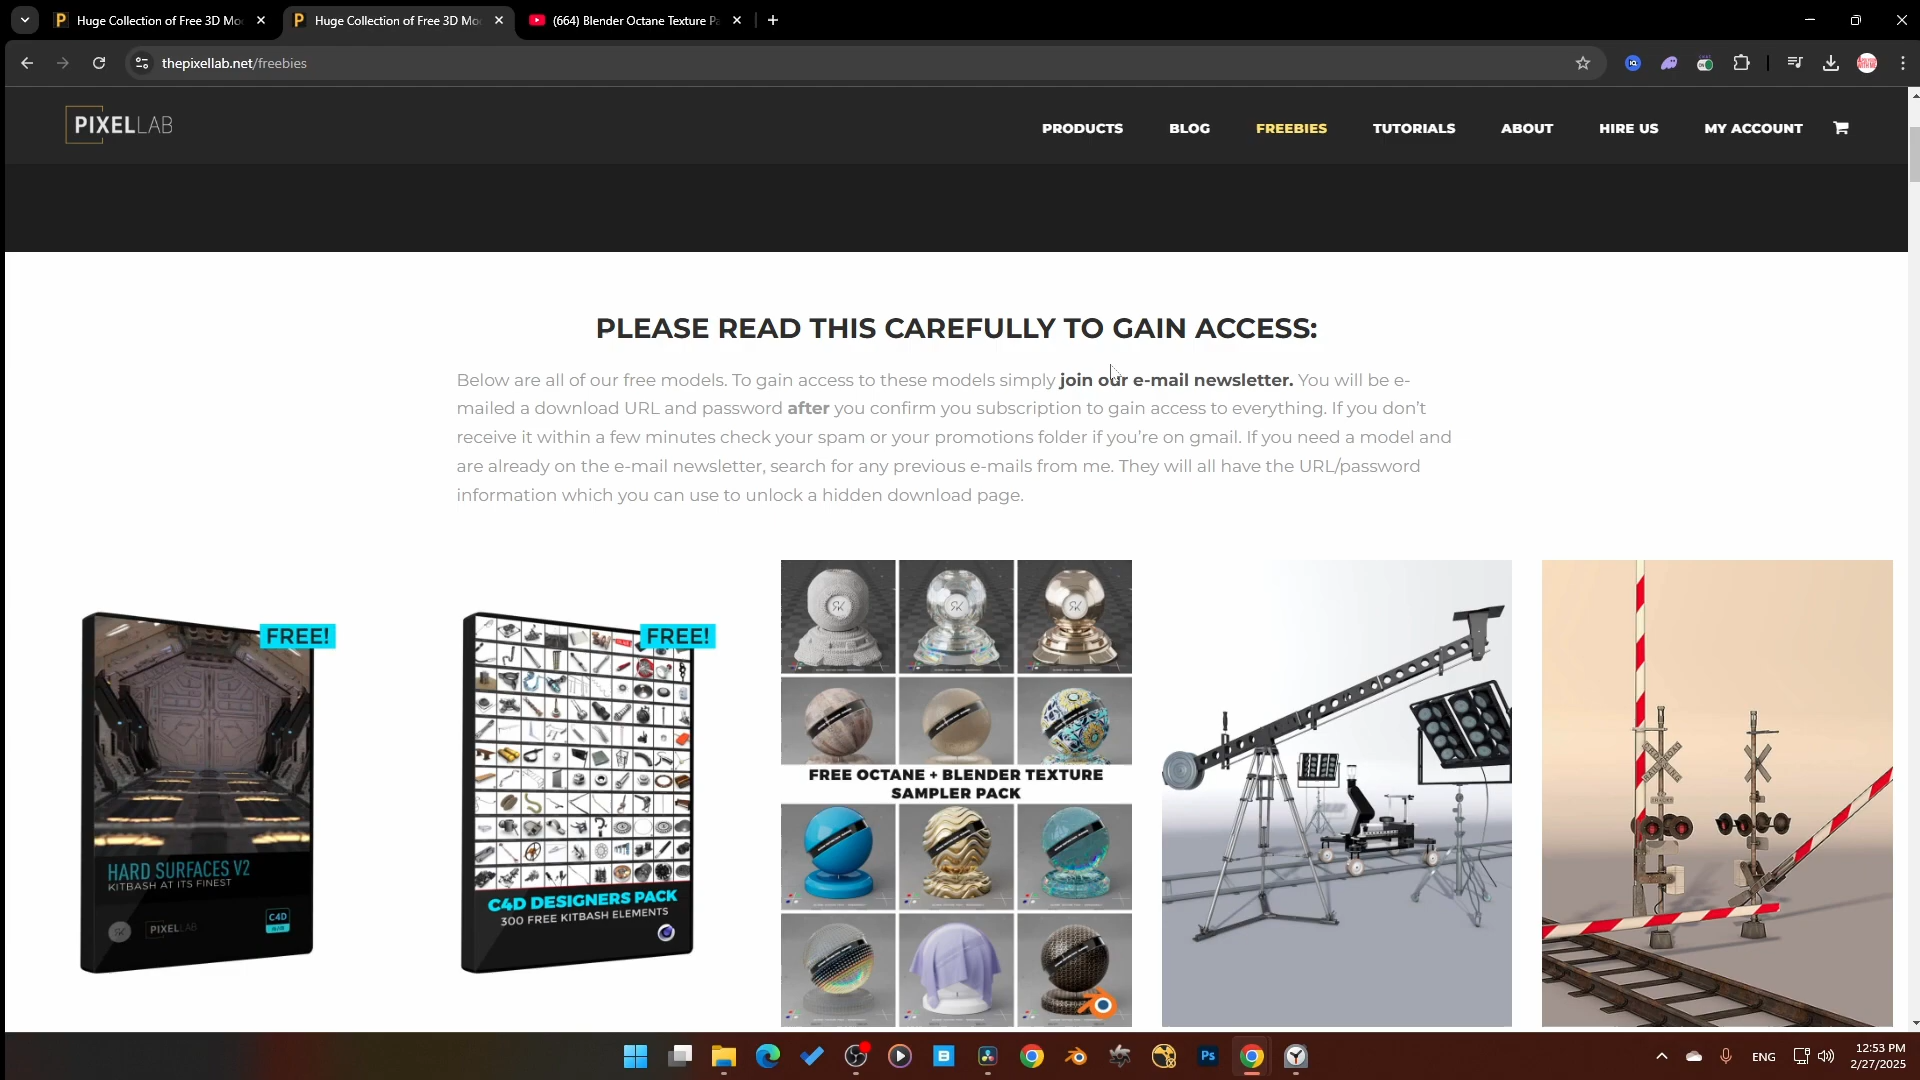 Huge Collection of Free 3D Mo
Huge Collection of Free 3D Mo
(664) Blender Octane Texture Pa
thepixellab.net/freebies
PIXELLAB
PRODUCTS
BLOG
FREEBIES
TUTORIALS
ABOUT
HIRE US
MY ACCOUNT
PLEASE READ THIS CAREFULLY TO GAIN ACCESS:
Below are all of our free models. To gain access to these models simply join our e-mail newsletter. You will be e-
mailed a download URL and password after you confirm you subscription to gain access to everything. If you don't
receive it within a few minutes check your spam or your promotions folder if you're on gmail. If you need a model and
are already on the e-mail newsletter, search for any previous e-mails from me. They will all have the URL/password
information which you can use to unlock a hidden download page.
FREE!
HARD SURFACES V2
KITBASH AT ITS FINEST
PIXELLAB
C4D
FREE!
C4D DESIGNERS PACK
300 FREE KITBASH ELEMENTS
FREE OCTANE + BLENDER TEXTURE
SAMPLER PACK
ENG
12:53 PM
2/27/2025